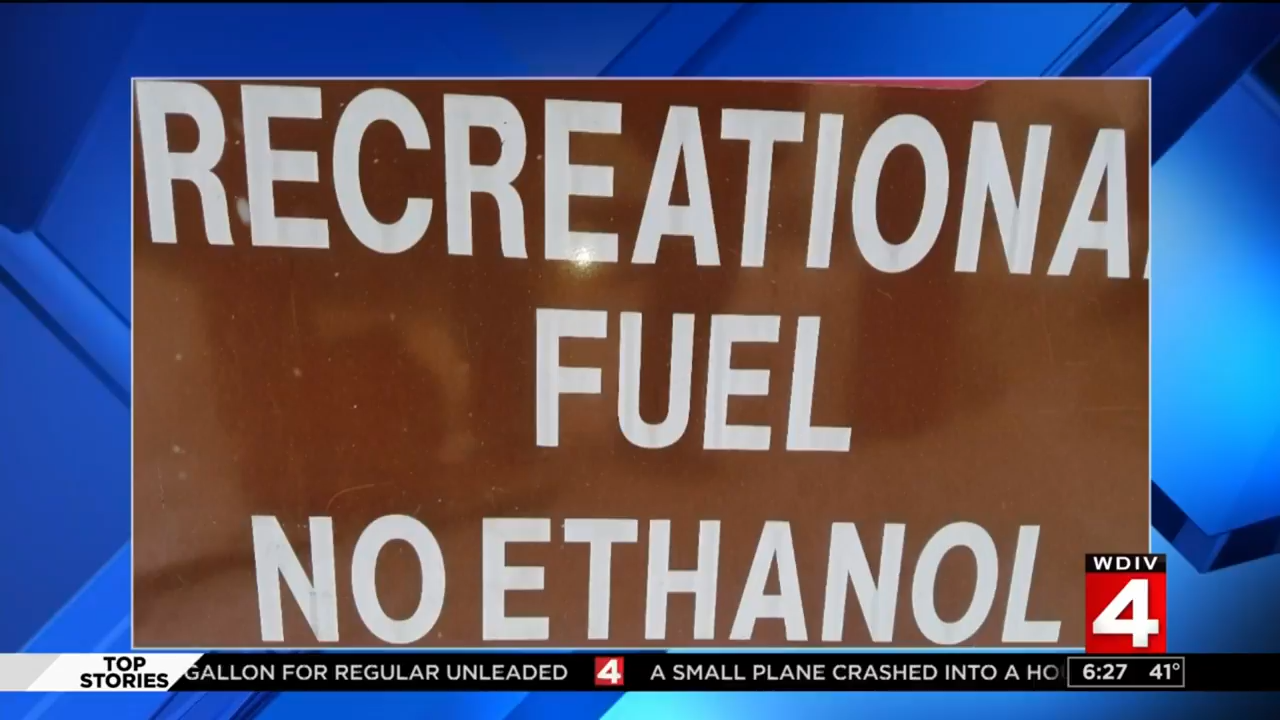 RECREATIONA
FUEL
NO ETHANOL
WDIV
4
TOP
STORIES
GALLON FOR REGULAR UNLEADED 4 A SMALL PLANE CRASHED INTO A HO
6:27 41°